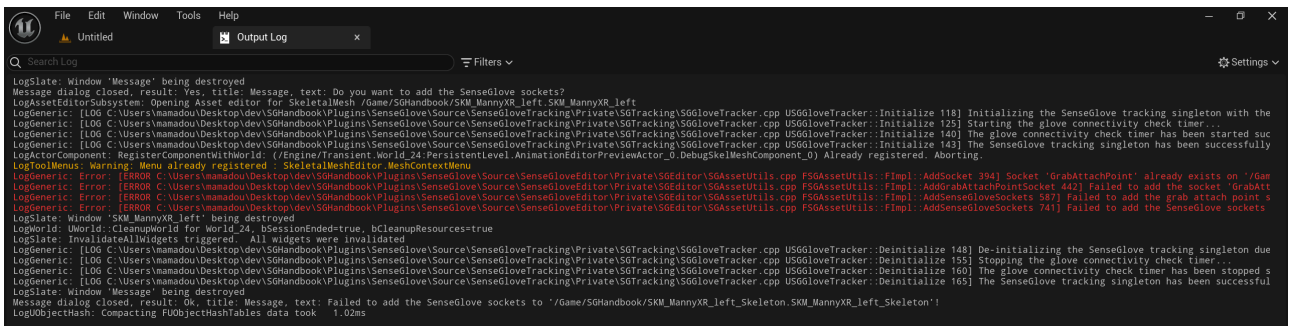 File Edit Window Tools Help
Untitled Output Log
Search Log Filters Settings
LogSlate: Window 'Message' being destroyed
Message dialog closed, result: Yes, title: Message, text: Do you want to add the SenseGlove sockets?
LogAssetEditorSubsystem: Opening Asset editor for SkeletalMesh /Game/SGHandbook/SKM_MannyXR_left.SKM_MannyXR_left
LogGeneric: [LOG C:\Users\mamadou\Desktop\dev\SGHandbook\Plugins\SenseGlove\Source\SenseGloveTracking\Private\SGTracking\SGGloveTracker.cpp USGGloveTracker::Initialize 118] Initializing the SenseGlove tracking singleton with the
LogGeneric: [LOG C:\Users\mamadou\Desktop\dev\SGHandbook\Plugins\SenseGlove\Source\SenseGloveTracking\Private\SGTracking\SGGloveTracker.cpp USGGloveTracker::Initialize 125] Starting the glove connectivity check timer...
LogGeneric: [LOG C:\Users\mamadou\Desktop\dev\SGHandbook\Plugins\SenseGlove\Source\SenseGloveTracking\Private\SGTracking\SGGloveTracker.cpp USGGloveTracker::Initialize 140] The glove connectivity check timer has been started suc
LogGeneric: [LOG C:\Users\mamadou\Desktop\dev\SGHandbook\Plugins\SenseGlove\Source\SenseGloveTracking\Private\SGTracking\SGGloveTracker.cpp USGGloveTracker::Initialize 143] The SenseGlove tracking singleton has been successfully
LogActorComponent: RegisterComponentWithWorld: (/Engine/Transient.World_24:PersistentLevel.AnimationEditorPreviewActor_0.DebugSkelMeshComponent_0) Already registered. Aborting.
LogToolMenus: Warning: Menu already registered : SkeletalMeshEditor.MeshContextMenu
LogGeneric: Error: [ERROR C:\Users\mamadou\Desktop\dev\SGHandbook\Plugins\SenseGlove\Source\SenseGloveEditor\Private\SGEditor\SGAssetUtils.cpp FSGAssetUtils::FImpl::AddSocket 394] Socket 'GrabAttachPoint' already exists on '/Gam
LogGeneric: Error: [ERROR C:\Users\mamadou\Desktop\dev\SGHandbook\Plugins\SenseGlove\Source\SenseGloveEditor\Private\SGEditor\SGAssetUtils.cpp FSGAssetUtils::FImpl::AddGrabAttachPointSocket 442] Failed to add the socket 'GrabAtt
LogGeneric: Error: [ERROR C:\Users\mamadou\Desktop\dev\SGHandbook\Plugins\SenseGlove\Source\SenseGloveEditor\Private\SGEditor\SGAssetUtils.cpp FSGAssetUtils::FImpl::AddSenseGloveSockets 587] Failed to add the grab attach point s
LogGeneric: Error: [ERROR C:\Users\mamadou\Desktop\dev\SGHandbook\Plugins\SenseGlove\Source\SenseGloveEditor\Private\SGEditor\SGAssetUtils.cpp FSGAssetUtils::FImpl::AddSenseGloveSockets 741] Failed to add the SenseGlove sockets
LogSlate: Window 'SKM_MannyXR_left' being destroyed
LogWorld: UWorld::CleanupWorld for World_24, bSessionEnded=true, bCleanupResources=true
LogSlate: InvalidateAllWidgets triggered. All widgets were invalidated
LogGeneric: [LOG C:\Users\mamadou\Desktop\dev\SGHandbook\Plugins\SenseGlove\Source\SenseGloveTracking\Private\SGTracking\SGGloveTracker.cpp USGGloveTracker::Deinitialize 148] De-initializing the SenseGlove tracking singleton due
LogGeneric: [LOG C:\Users\mamadou\Desktop\dev\SGHandbook\Plugins\SenseGlove\Source\SenseGloveTracking\Private\SGTracking\SGGloveTracker.cpp USGGloveTracker::Deinitialize 155] Stopping the glove connectivity check timer...
LogGeneric: [LOG C:\Users\mamadou\Desktop\dev\SGHandbook\Plugins\SenseGlove\Source\SenseGloveTracking\Private\SGTracking\SGGloveTracker.cpp USGGloveTracker::Deinitialize 160] The glove connectivity check timer has been stopped s
LogGeneric: [LOG C:\Users\mamadou\Desktop\dev\SGHandbook\Plugins\SenseGlove\Source\SenseGloveTracking\Private\SGTracking\SGGloveTracker.cpp USGGloveTracker::Deinitialize 165] The SenseGlove tracking singleton has been successful
LogSlate: Window 'Message' being destroyed
Message dialog closed, result: Ok, title: Message, text: Failed to add the SenseGlove sockets to '/Game/SGHandbook/SKM_MannyXR_left_Skeleton.SKM_MannyXR_left_Skeleton'!
LogUObjectHash: Compacting FUObjectHashTables data took 1.02ms